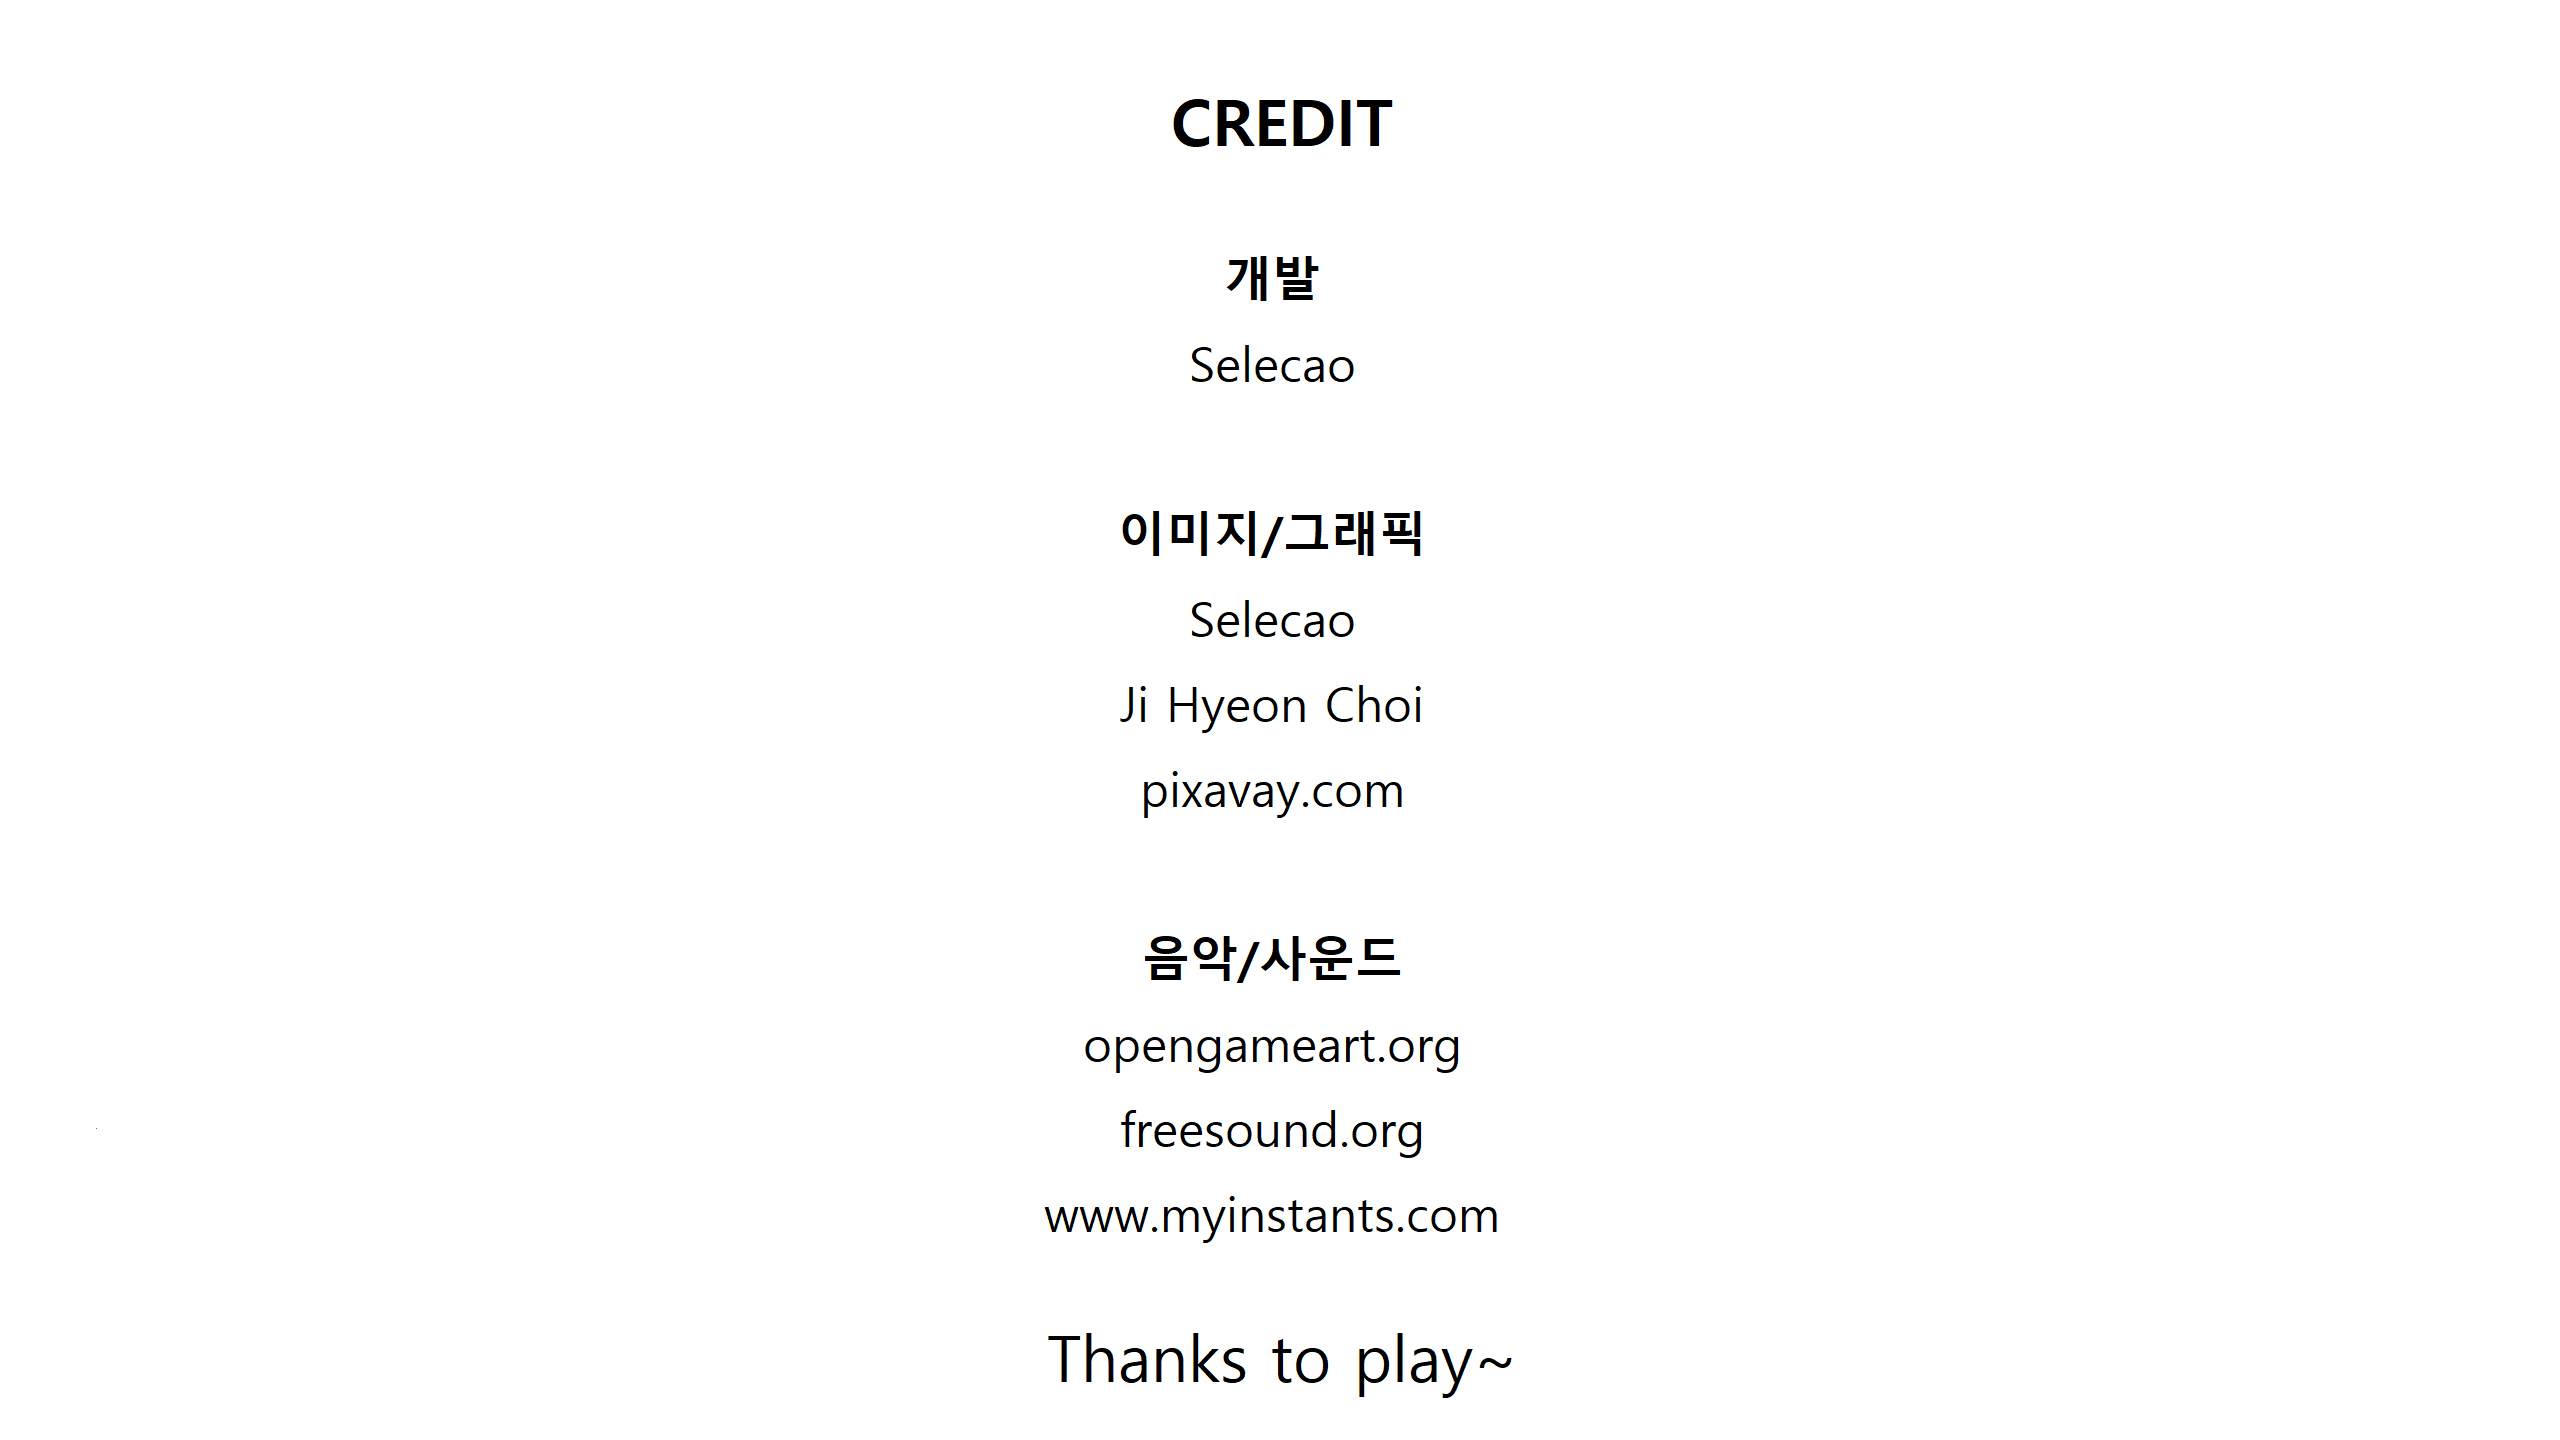 CREDIT
개발
Selecao
이미지/그래픽
Selecao
Ji Hyeon Choi
pixavay.com
음악/사운드
opengameart.org
freesound.org
www.myinstants.com
Thanks to play~